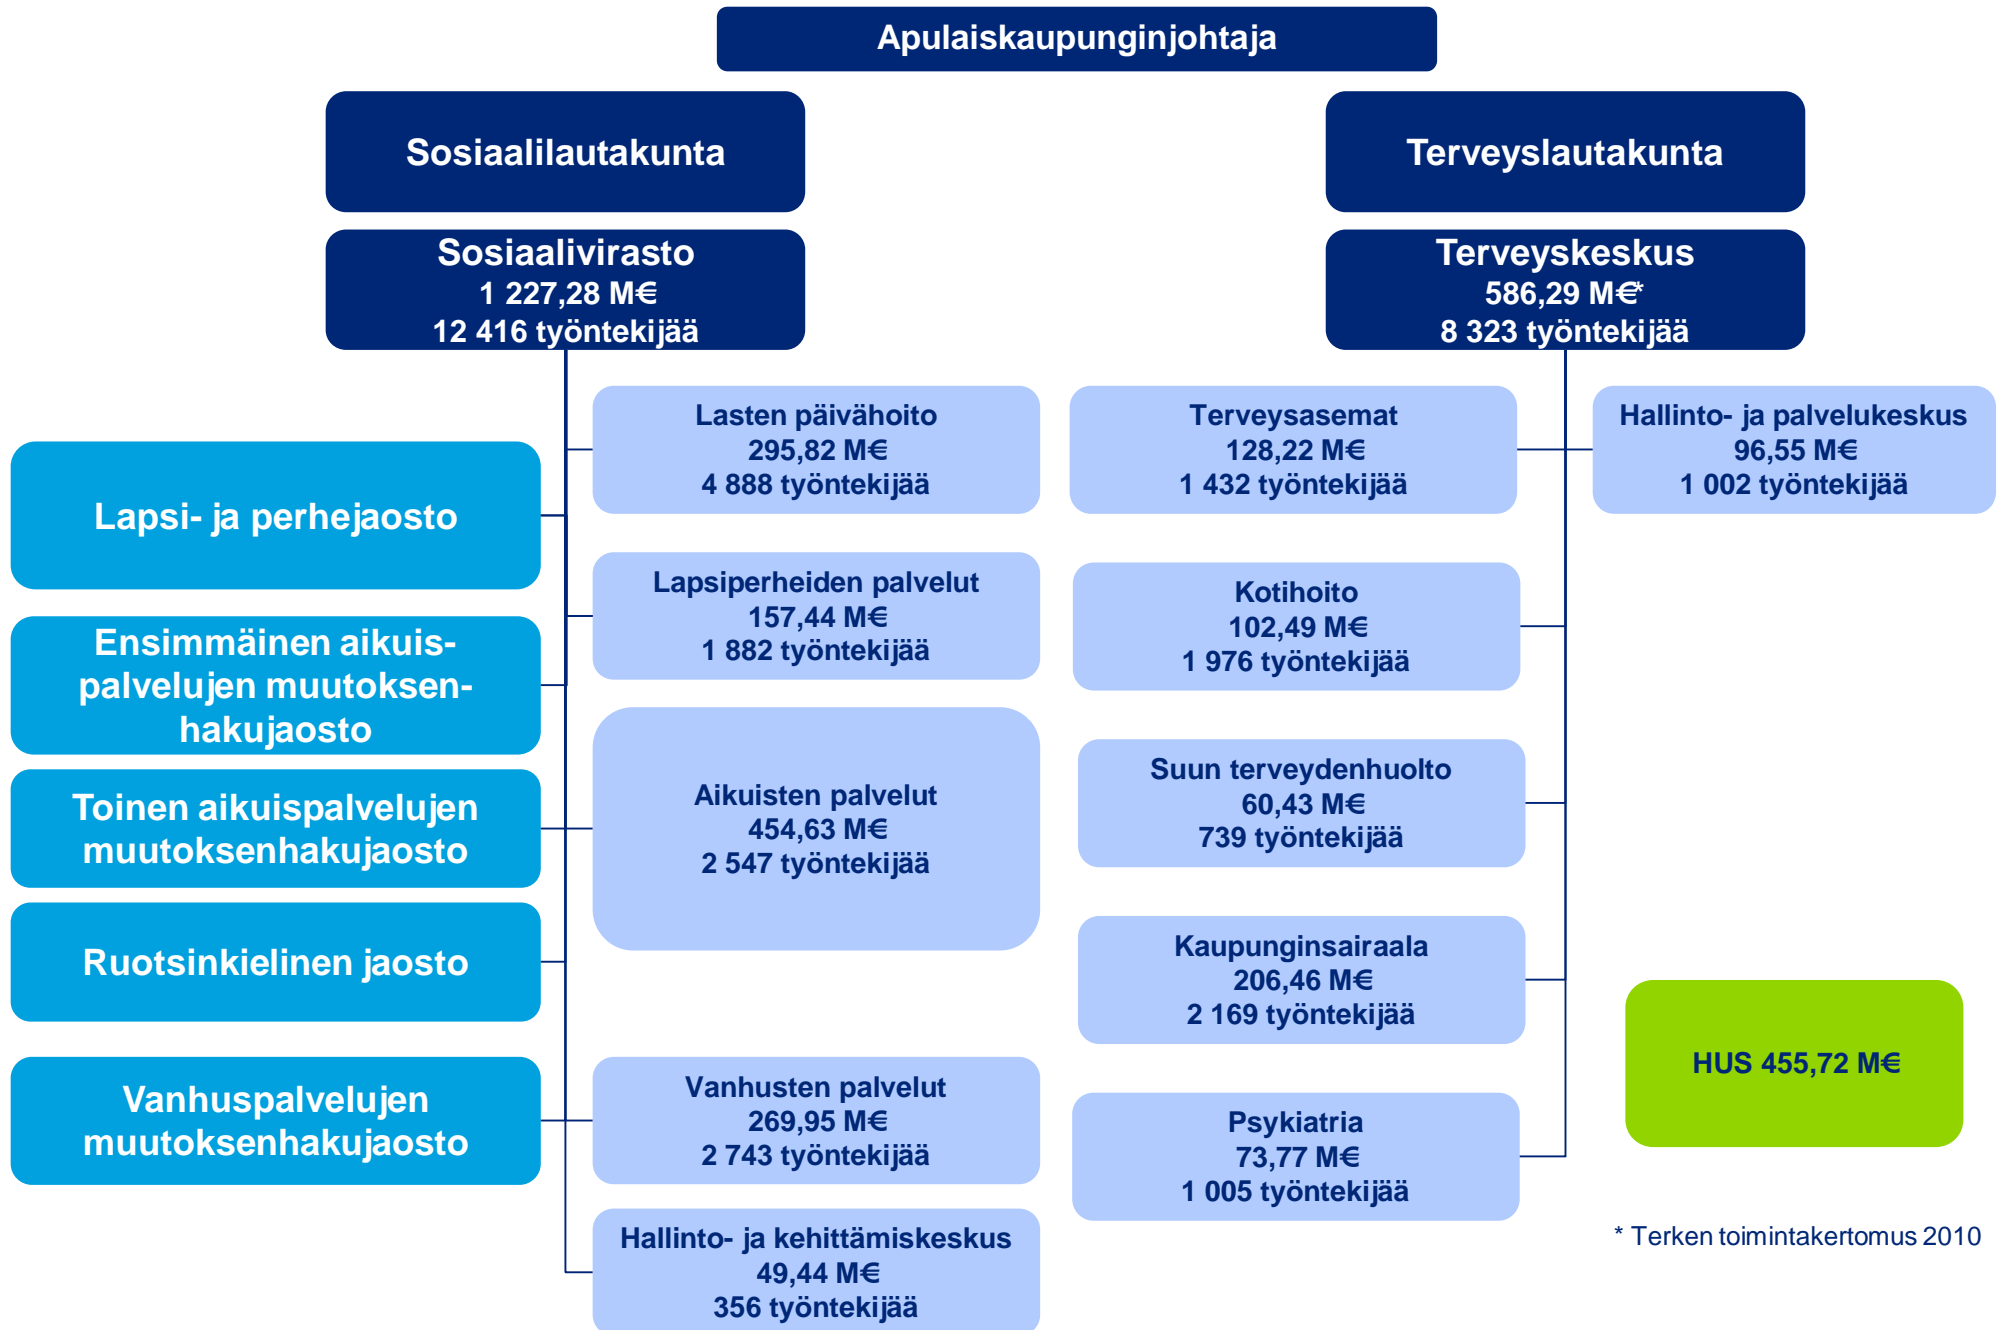 Apulaiskaupunginjohtaja
Sosiaalilautakunta
Sosiaalivirasto
1 227,28 M€
12 416 työntekijää
Lapsi- ja perhejaosto
Ensimmäinen aikuis-
palvelujen muutoksen-
hakujaosto
Toinen aikuispalvelujen
muutoksenhakujaosto
Ruotsinkielinen jaosto
Vanhuspalvelujen
muutoksenhakujaosto
Lasten päivähoito
295,82 M€
4 888 työntekijää
Lapsiperheiden palvelut
157,44 M€
1 882 työntekijää
Aikuisten palvelut
454,63 M€
2 547 työntekijää
Vanhusten palvelut
269,95 M€
2 743 työntekijää
Hallinto- ja kehittämiskeskus
49,44 M€
356 työntekijää
Terveyslautakunta
Terveyskeskus
586,29 M€*
8 323 työntekijää
Terveysasemat
128,22 M€
1 432 työntekijää
Kotihoito
102,49 M€
1 976 työntekijää
Suun terveydenhuolto
60,43 M€
739 työntekijää
Kaupunginsairaala
206,46 M€
2 169 työntekijää
Psykiatria
73,77 M€
1 005 työntekijää
Hallinto- ja palvelukeskus
96,55 M€
1 002 työntekijää
HUS 455,72 M€
* Terken toimintakertomus 2010